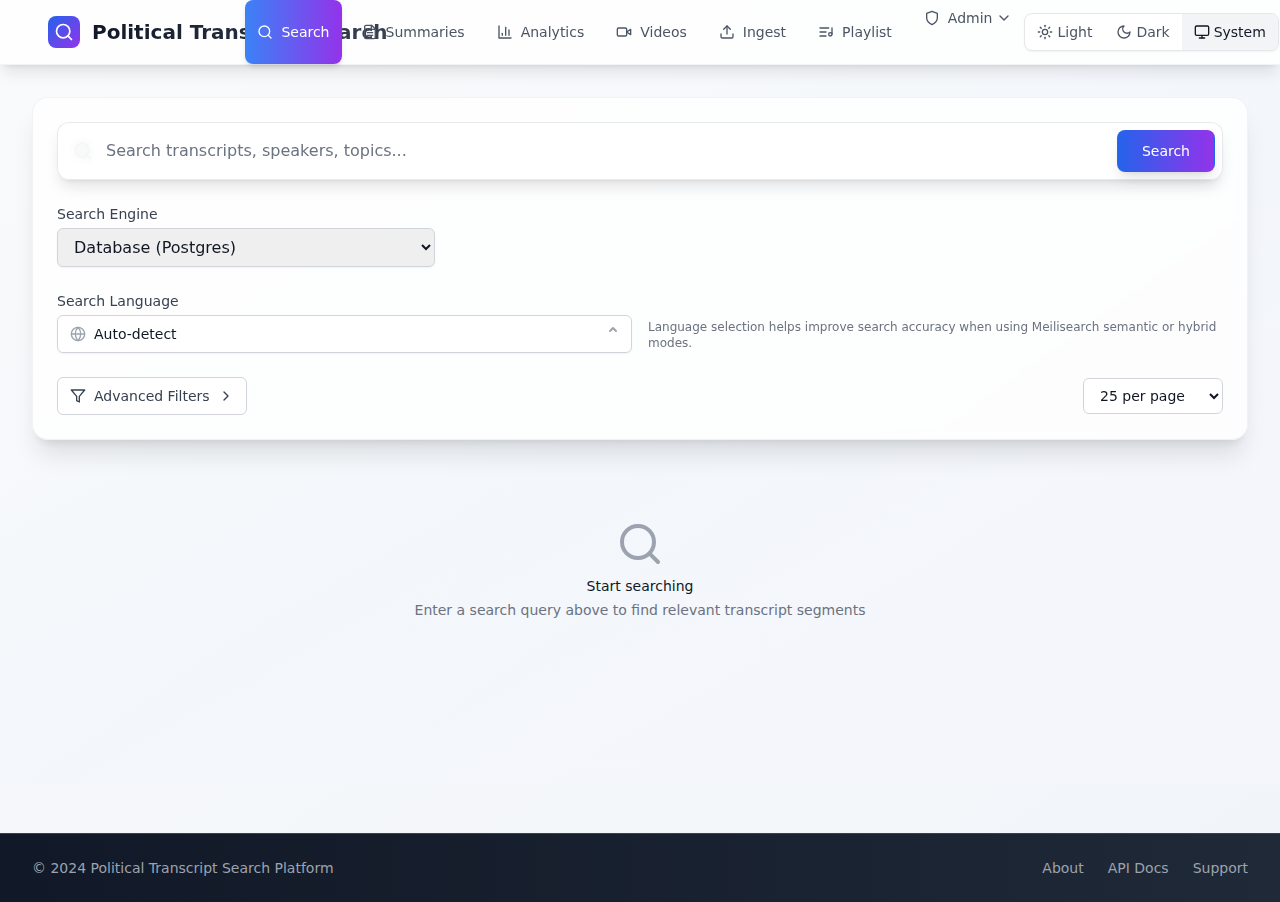 Political Trans arch
Search
Summaries
Analytics
Videos
Ingest
Playlist
Admin
Light
Dark
System
Search transcripts, speakers, topics...
Search
Search Engine
Database (Postgres)
Search Language
Auto-detect
Language selection helps improve search accuracy when using Meilisearch semantic or hybrid
modes.
Advanced Filters
25 per page
Start searching
Enter a search query above to find relevant transcript segments
© 2024 Political Transcript Search Platform
About
API Docs
Support